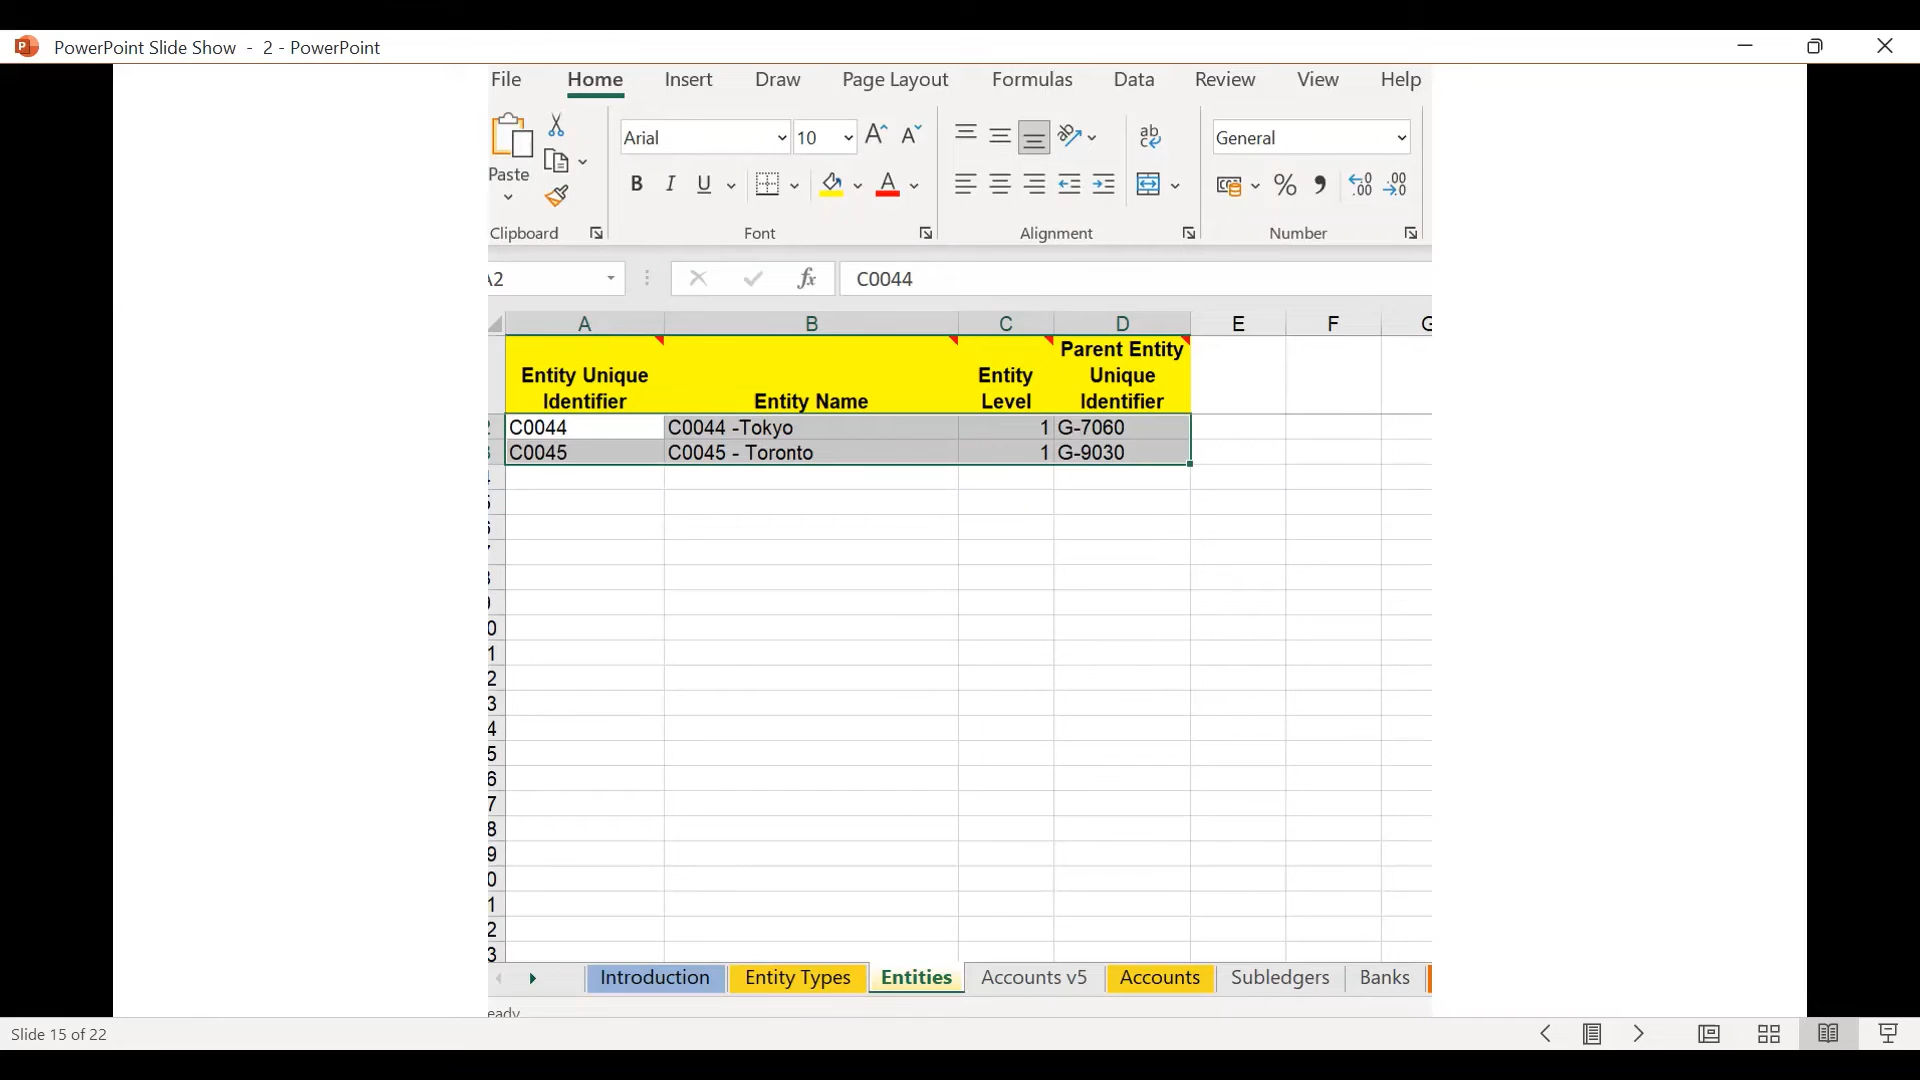 PowerPoint Slide Show - 2 - PowerPoint
File Home Insert Draw Page Layout Formulas Data Review View Help
Arial 10 General
Paste
B I U
Clipboard Font Alignment Number
A2 fx C0044
A B C D E F G
Entity Unique Identifier
Entity Name
Entity Level
Parent Entity Unique Identifier
C0044 C0044 -Tokyo 1 G-7060
C0045 C0045 - Toronto 1 G-9030
Introduction Entity Types Entities Accounts v5 Accounts Subledgers Banks
Slide 15 of 22